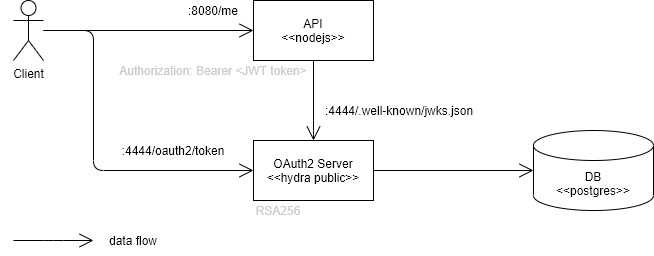 :8080/me
API
<<nodejs>>
Client
Authorization: Bearer <JWT token>
:4444/.well-known/jwks.json
:4444/oauth2/token
OAuth2 Server
<<hydra public>>
DB
<<postgres>>
RSA256
data flow